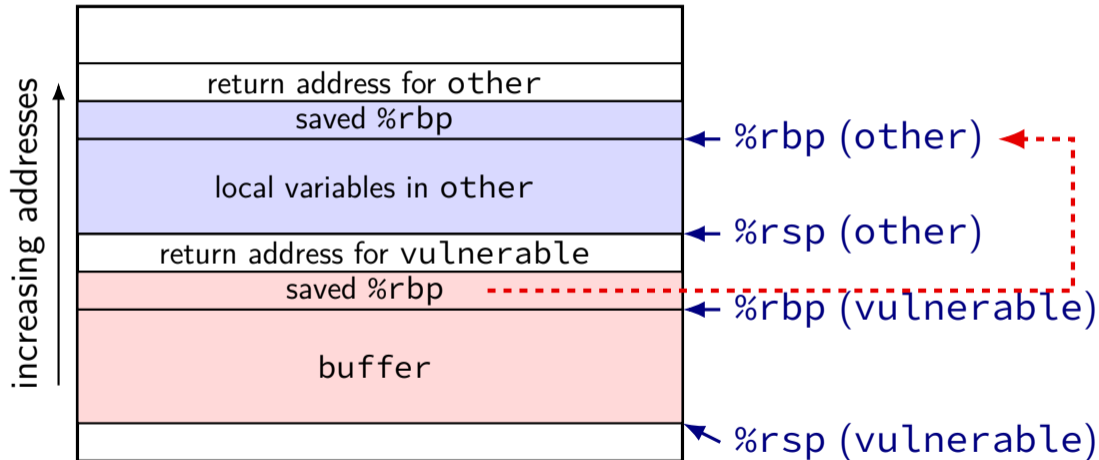 increasing addresses
return address for other
saved %rbp
%rbp (other)
local variables in other
%rsp (other)
return address for vulnerable
saved %rbp
%rbp (vulnerable)
buffer
%rsp (vulnerable)